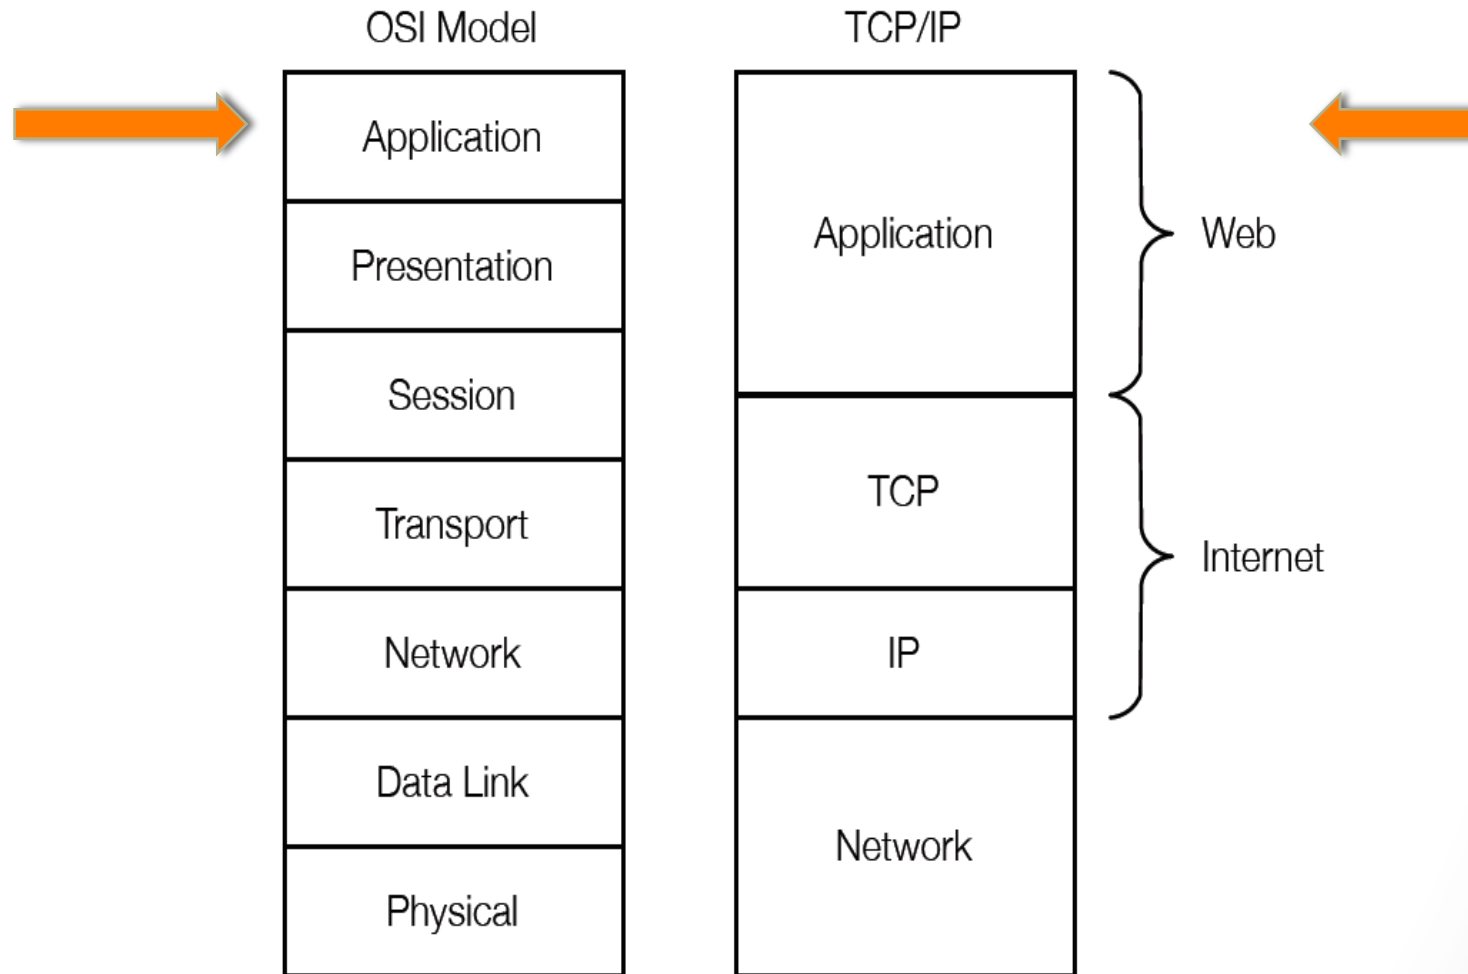 OSI Model
Application
Presentation
Session
Transport
Network
Data Link
Physical
TCP/IP
Application
TCP
IP
Network
Web
Internet